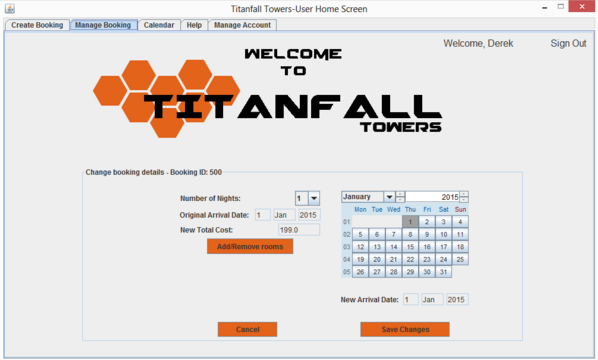 Titanfall Towers-User Home Screen
Create Booking Manage Booking Calendar Help Manage Account
Welcome, Derek Sign Out
WELCOME
TO
TITANFALL
TOWERS
Change booking details - Booking ID: 500
Number of Nights: 1
Original Arrival Date: 1 Jan 2015
New Total Cost: 199.0
Add/Remove rooms
January 2015
Mon Tue Wed Thu Fri Sat Sun
01 1 2 3 4
02 5 6 7 8 9 10 11
03 12 13 14 15 16 17 18
04 19 20 21 22 23 24 25
05 26 27 28 29 30 31
New Arrival Date: 1 Jan 2015
Cancel Save Changes